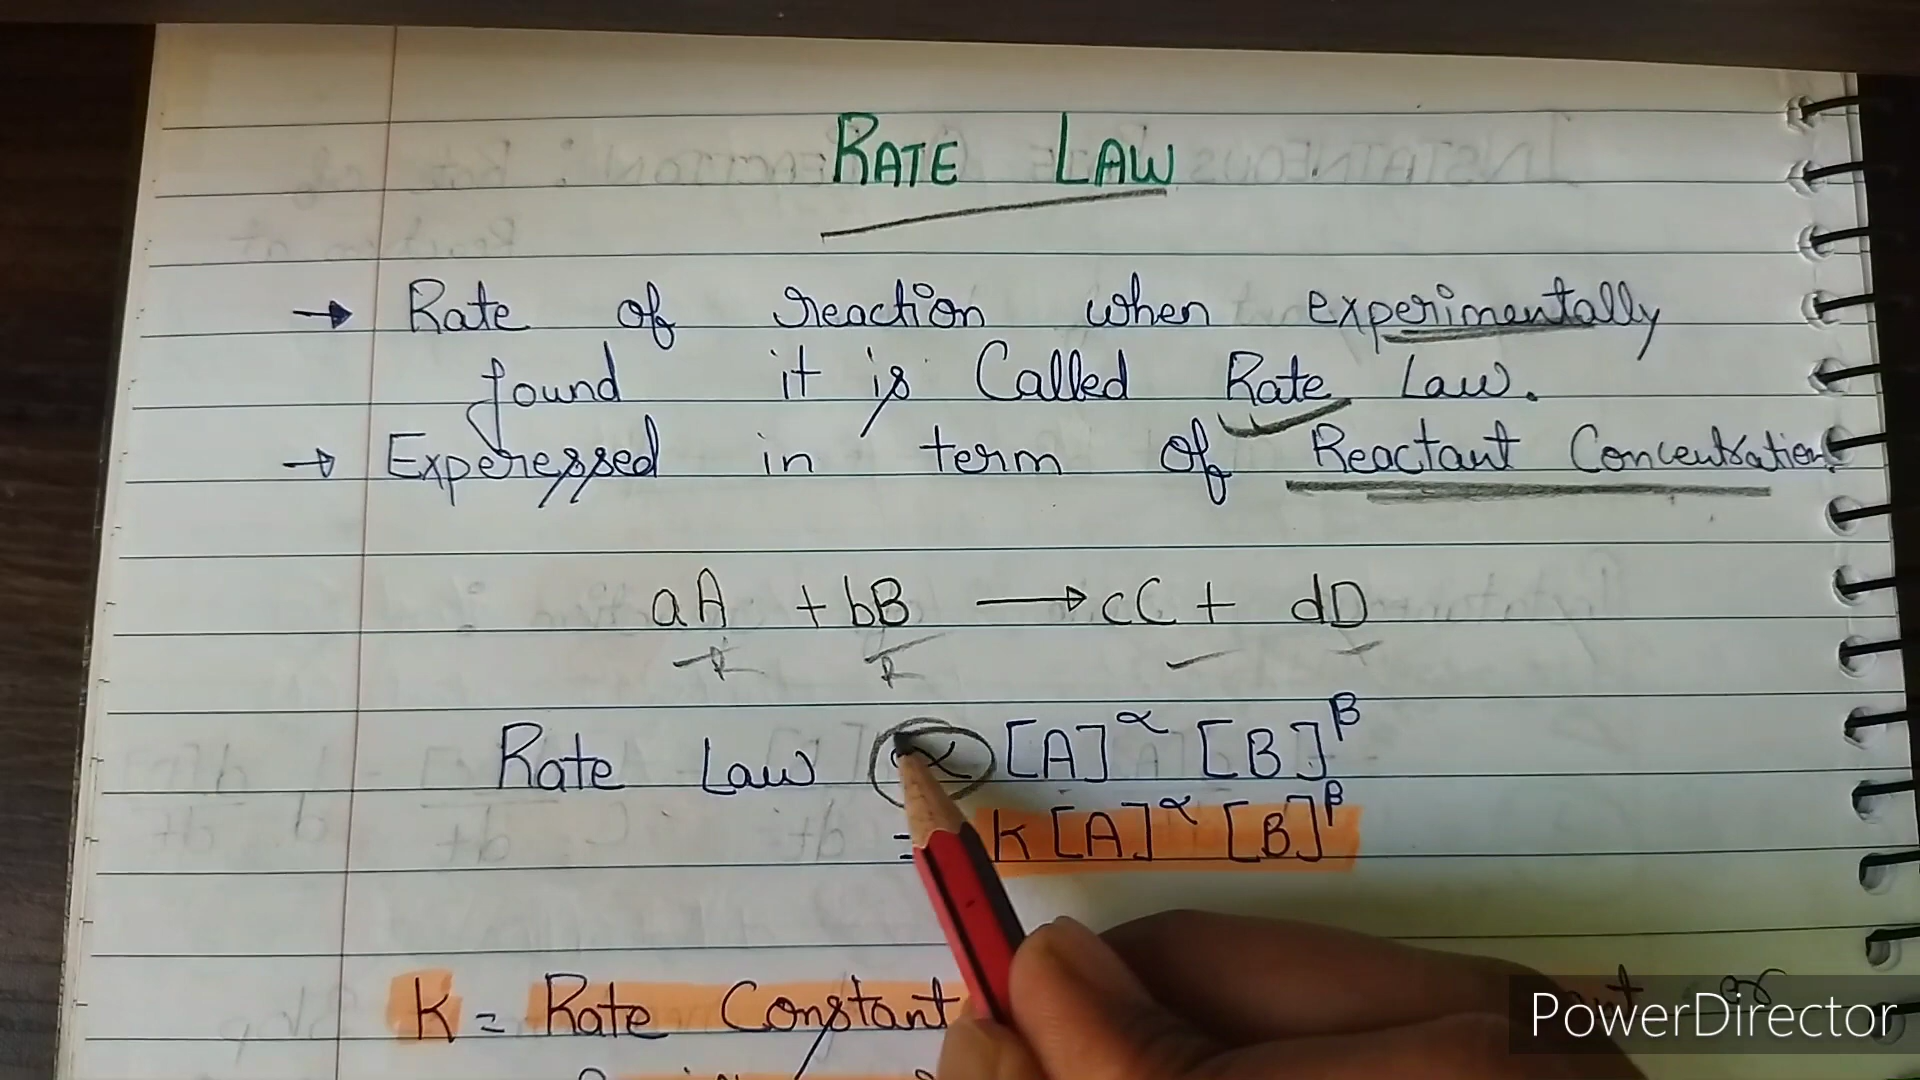 RATE LAW
→ Rate of reaction when experimentally
found it is Called Rate Law.
→ Experessed in term of Reactant Concentration.
aA + bB → cC + dD
R R
Rate Law ∝ [A]^α [B]^β
= K[A]^α [B]^β
K = Rate Constant or
PowerDirector